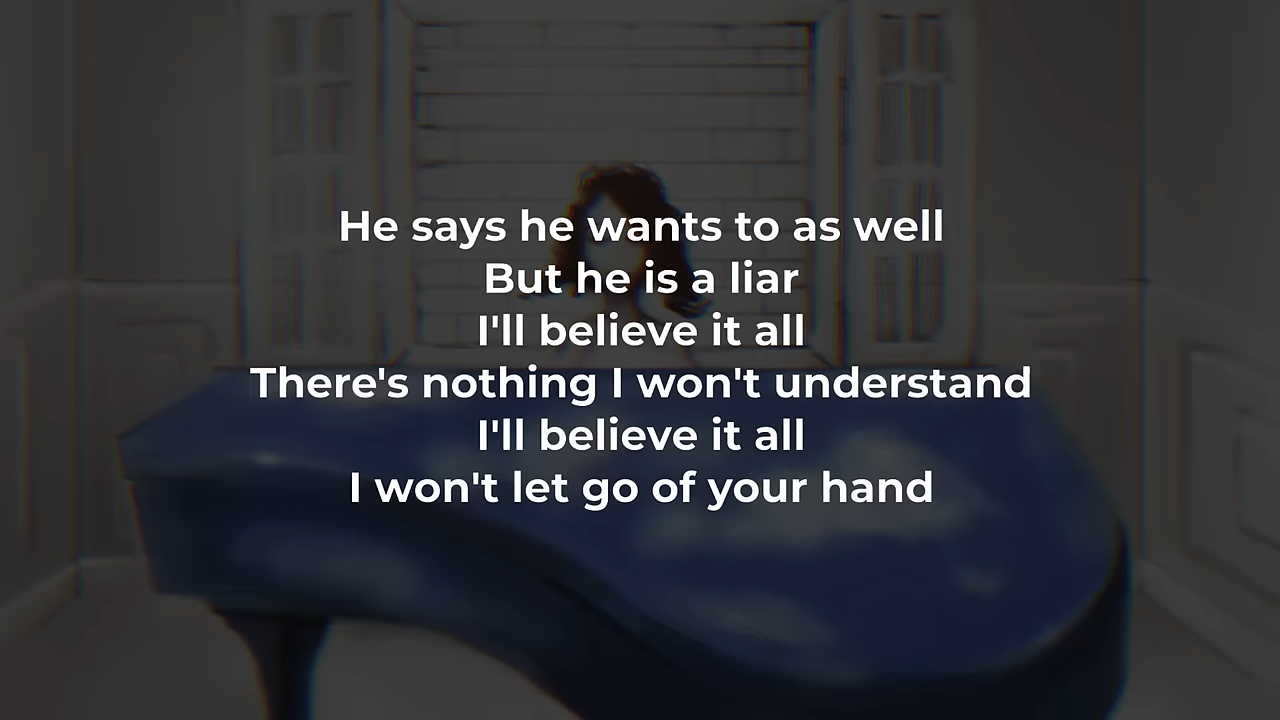 He says he wants to as well
But he is a liar
I'll believe it all
There's nothing I won't understand
I'll believe it all
I won't let go of your hand